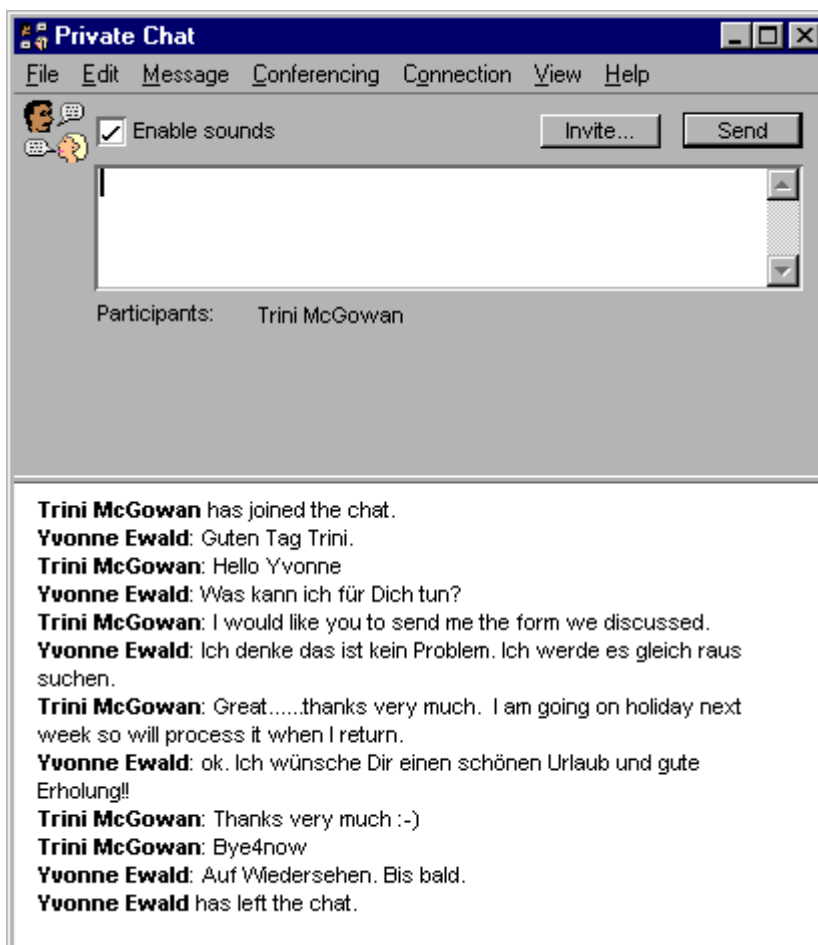 Private Chat
File Edit Message Conferencing Connection View Help
Enable sounds Invite... Send
Participants: Trini McGowan
Trini McGowan has joined the chat.
Yvonne Ewald: Guten Tag Trini.
Trini McGowan: Hello Yvonne
Yvonne Ewald: Was kann ich für Dich tun?
Trini McGowan: I would like you to send me the form we discussed.
Yvonne Ewald: Ich denke das ist kein Problem. Ich werde es gleich raus
suchen.
Trini McGowan: Great......thanks very much.  I am going on holiday next
week so will process it when I return.
Yvonne Ewald: ok. Ich wünsche Dir einen schönen Urlaub und gute
Erholung!!
Trini McGowan: Thanks very much :-)
Trini McGowan: Bye4now
Yvonne Ewald: Auf Wiedersehen. Bis bald.
Yvonne Ewald has left the chat.